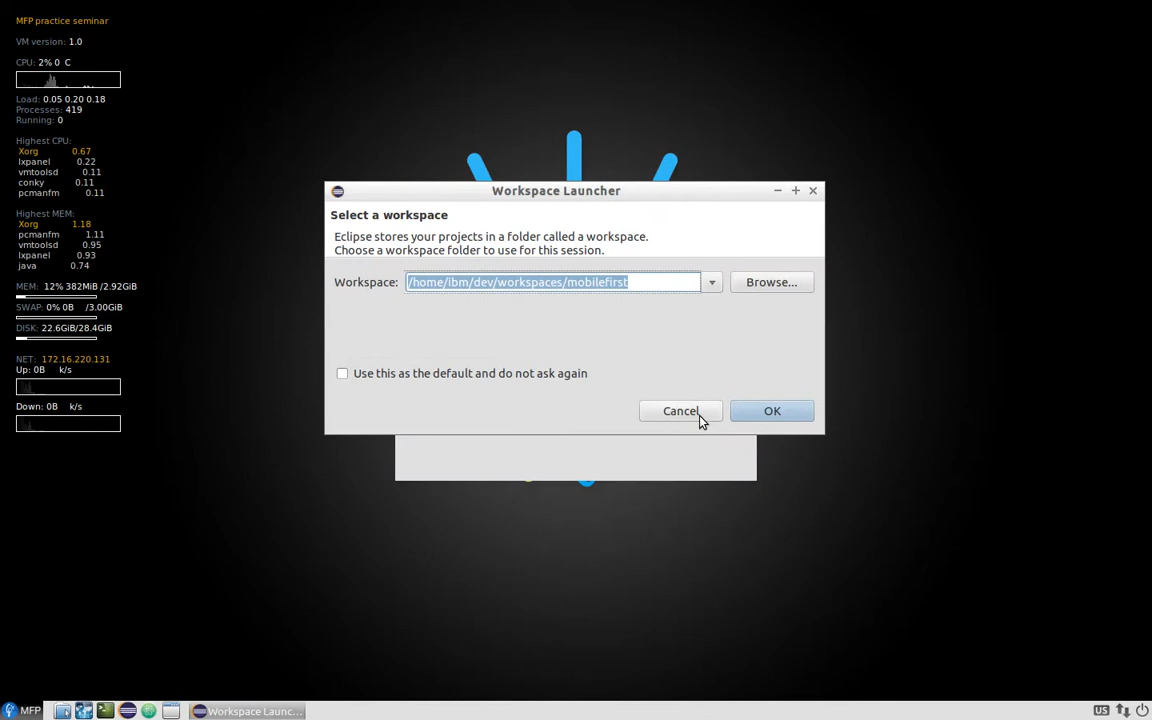 MFP practice seminar
VM version: 1.0
CPU: 2% 0 C
Load: 0.05 0.20 0.18
Processes: 419
Running: 0
Highest CPU:
Xorg 0.67
lxpanel 0.22
vmtoolsd 0.11
conky 0.11
pcmanfm 0.11
Highest MEM:
Xorg 1.18
pcmanfm 1.11
vmtoolsd 0.95
lxpanel 0.93
java 0.74
MEM: 12% 382MiB /2.92GiB
SWAP: 0% 0B /3.00GiB
DISK: 22.6GiB/28.4GiB
NET: 172.16.220.131
Up: 0B k/s
Down: 0B k/s
Workspace Launcher
Select a workspace
Eclipse stores your projects in a folder called a workspace.
Choose a workspace folder to use for this session.
Workspace: /home/ibm/dev/workspaces/mobilefirst Browse...
Use this as the default and do not ask again
Cancel OK
MFP Workspace Launc... US